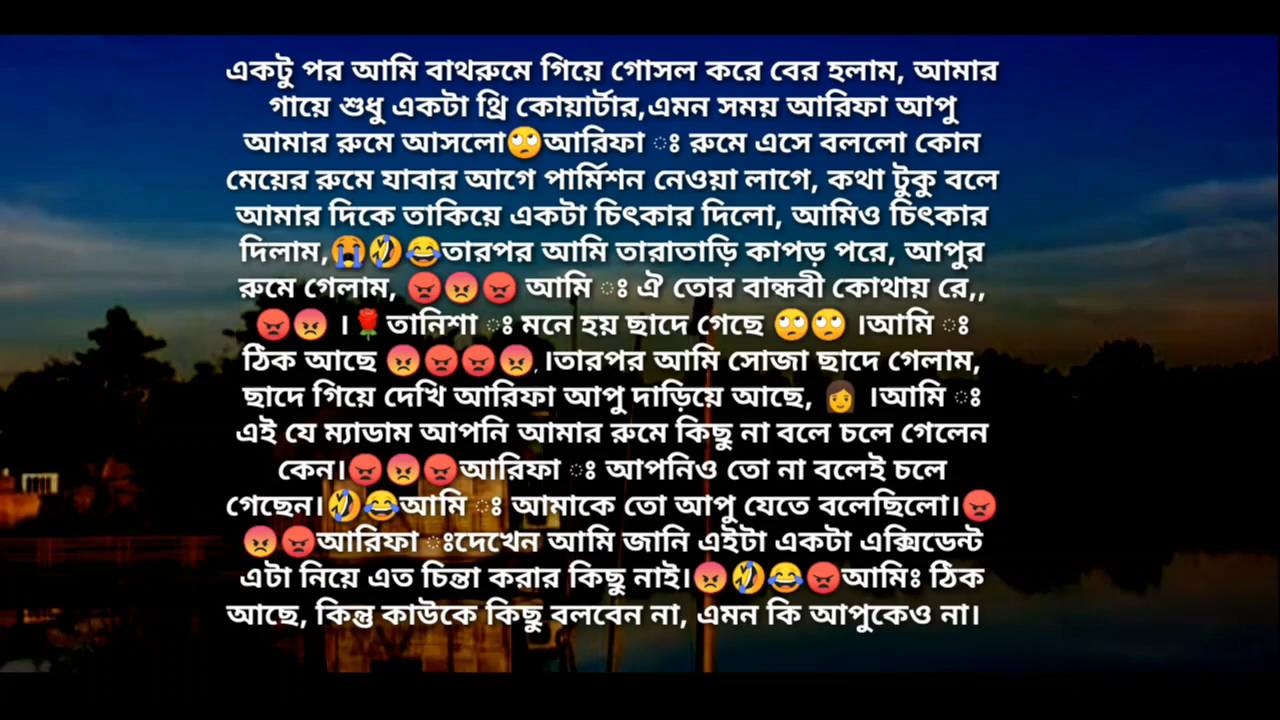 একটু পর আমি বাথরুমে গিয়ে গোসল করে বের হলাম, আমার
গায়ে শুধু একটা থ্রি কোয়ার্টার,এমন সময় আরিফা আপু
আমার রুমে আসলো🙄আরিফা ঃ রুমে এসে বললো কোন
মেয়ের রুমে যাবার আগে পার্মিশন নেওয়া লাগে, কথা টুকু বলে
আমার দিকে তাকিয়ে একটা চিৎকার দিলো, আমিও চিৎকার
দিলাম,😭🤣😂তারপর আমি তারাতাড়ি কাপড় পরে, আপুর
রুমে গেলাম, 😡😡😡 আমি ঃ ঐ তোর বান্ধবী কোথায় রে,,
😡😡 ।🌹তানিশা ঃ মনে হয় ছাদে গেছে 🙄🙄 ।আমি ঃ
ঠিক আছে 😡😡😡😡.।তারপর আমি সোজা ছাদে গেলাম,
ছাদে গিয়ে দেখি আরিফা আপু দাড়িয়ে আছে, 👩 ।আমি ঃ
এই যে ম্যাডাম আপনি আমার রুমে কিছু না বলে চলে গেলেন
কেন।😡😡😡আরিফা ঃ আপনিও তো না বলেই চলে
গেছেন।🤣😂আমি ঃ আমাকে তো আপু যেতে বলেছিলো।😡
😡😡আরিফা ঃদেখেন আমি জানি এইটা একটা এক্সিডেন্ট
এটা নিয়ে এত চিন্তা করার কিছু নাই।😡🤣😂😡আমিঃ ঠিক
আছে, কিন্তু কাউকে কিছু বলবেন না, এমন কি আপুকেও না।